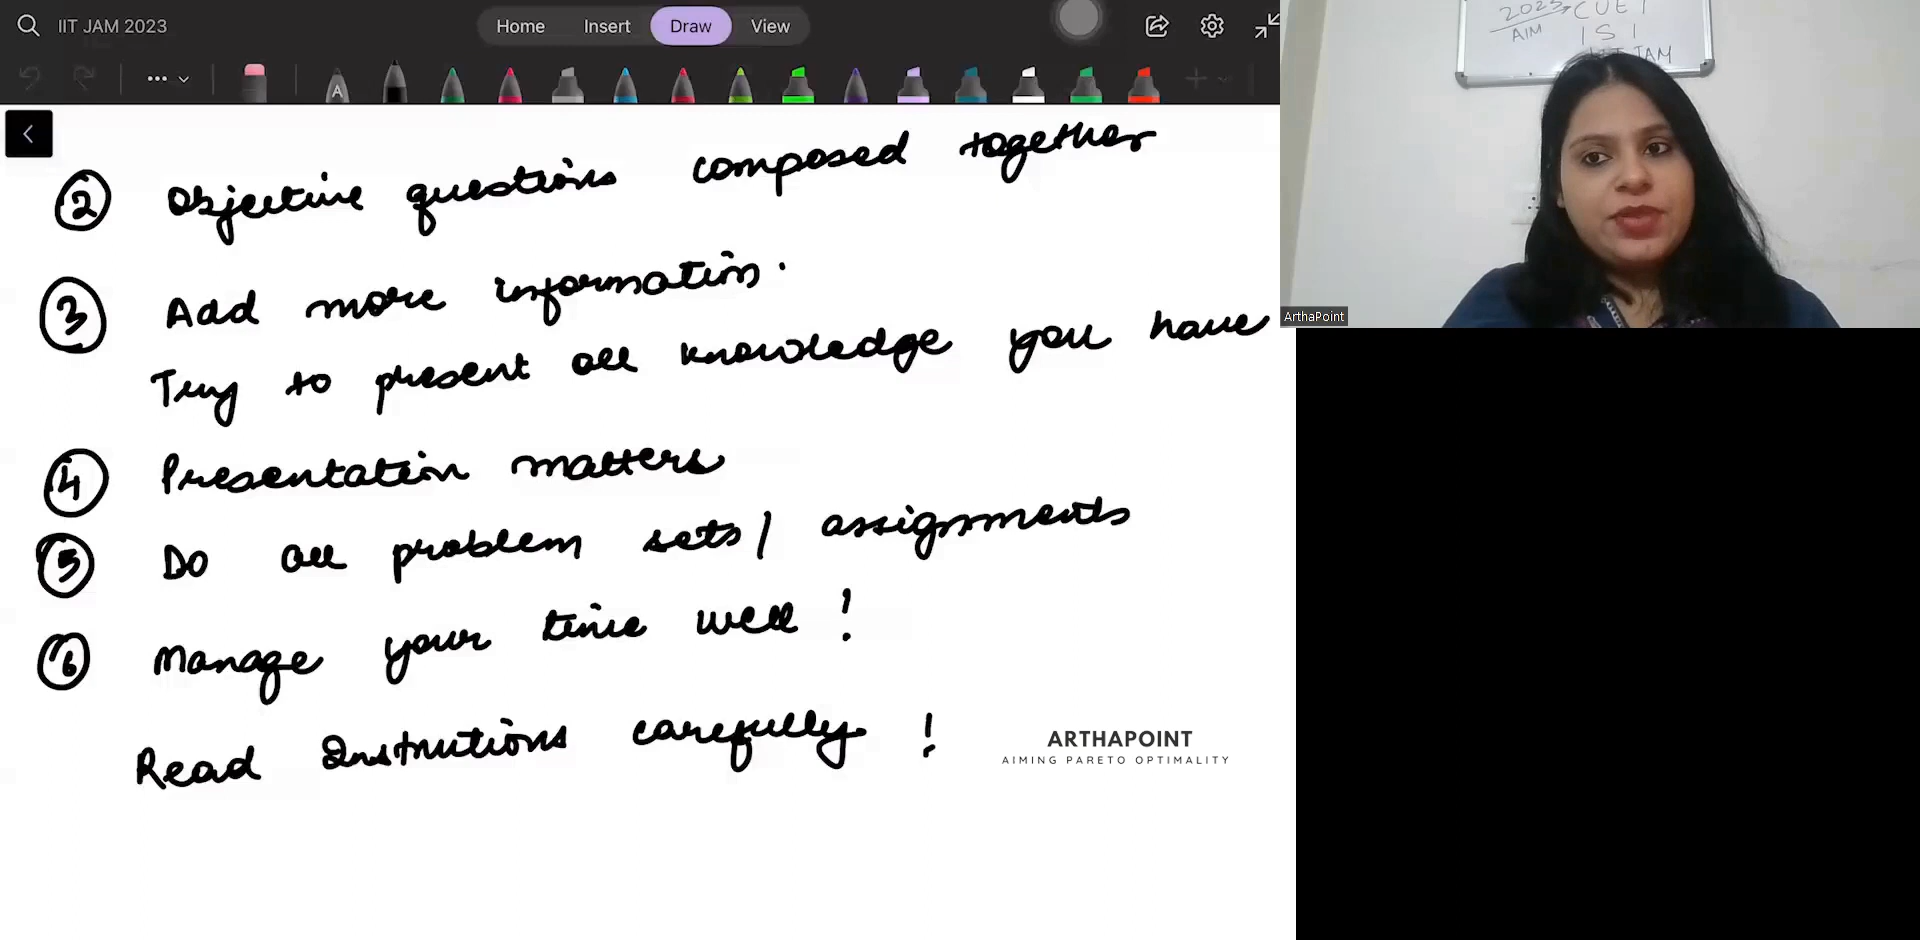 IIT JAM 2023
Home Insert Draw View
A
2023 CUET
AIM ISI
JAM
② Objective questions composed together
③ Add more information.
Try to present all knowledge you have
④ Presentation matters
⑤ Do all problem sets / assignments
⑥ Manage your time well !
Read Instrutions carefully !
ARTHAPOINT
AIMING PARETO OPTIMALITY
ArthaPoint